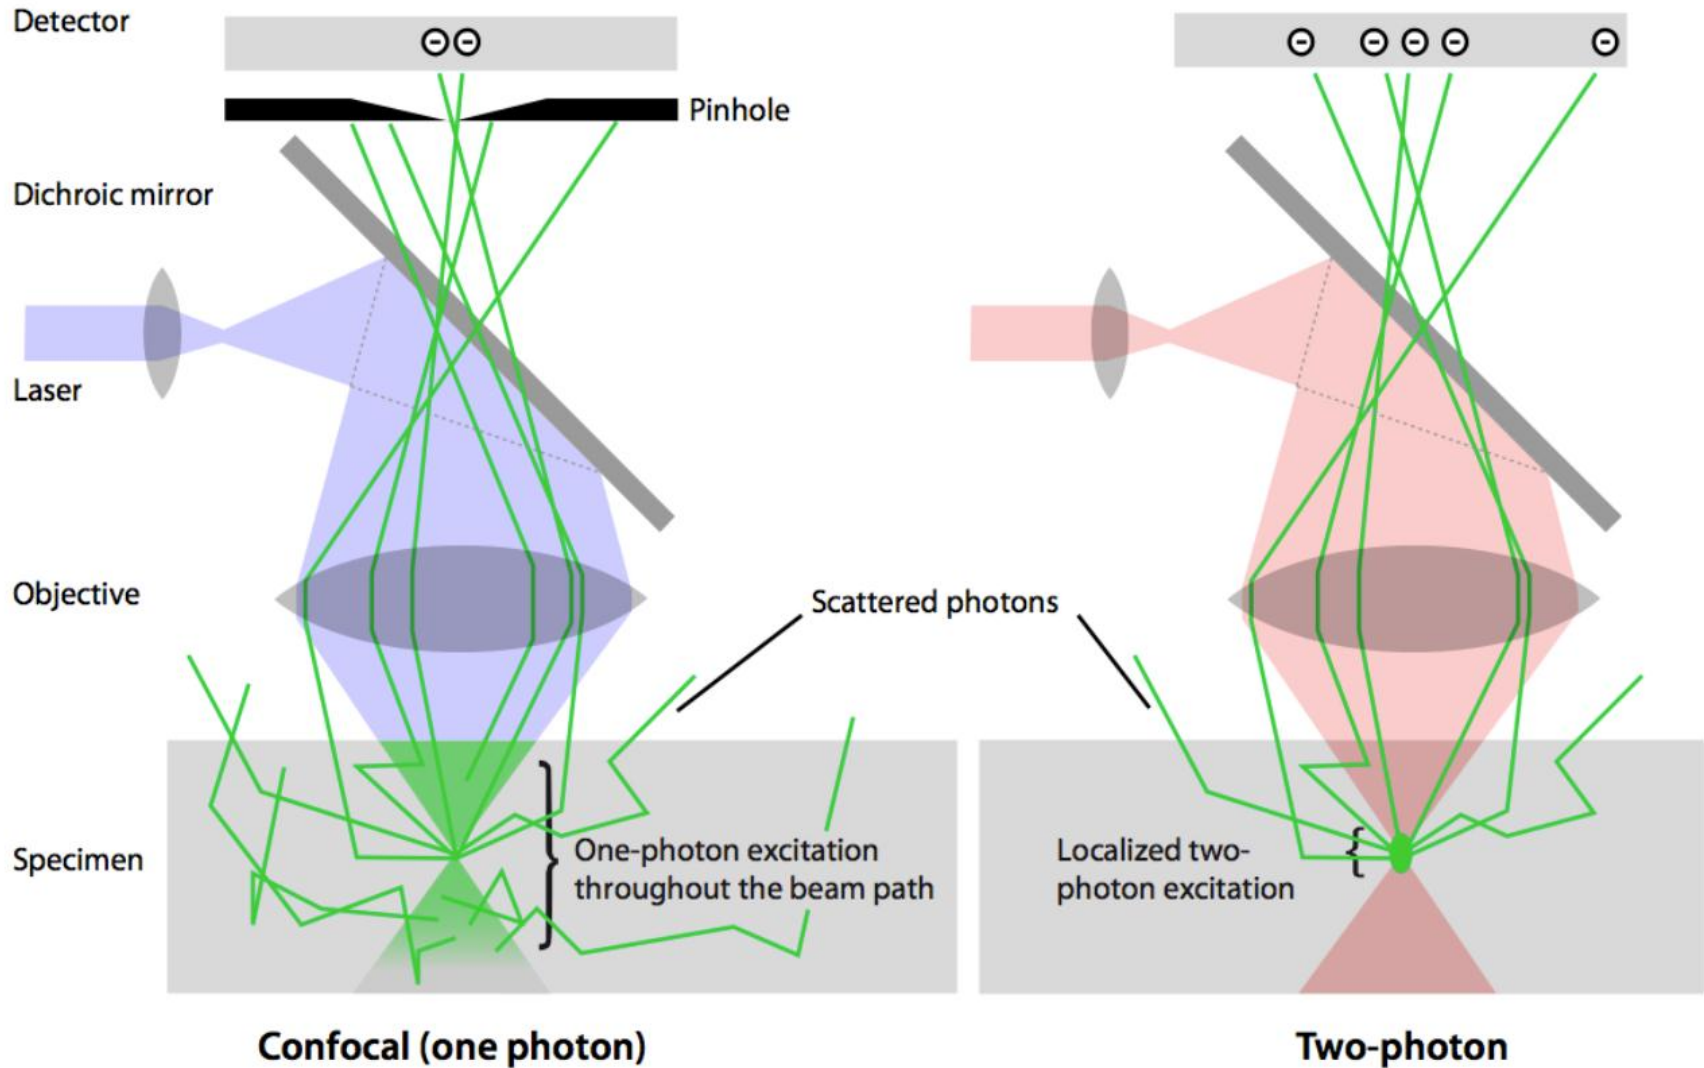 Detector
Pinhole
Dichroic mirror
Laser
Objective
Scattered photons
Specimen
One-photon excitation
throughout the beam path
Localized two-
photon excitation
Confocal (one photon)
Two-photon